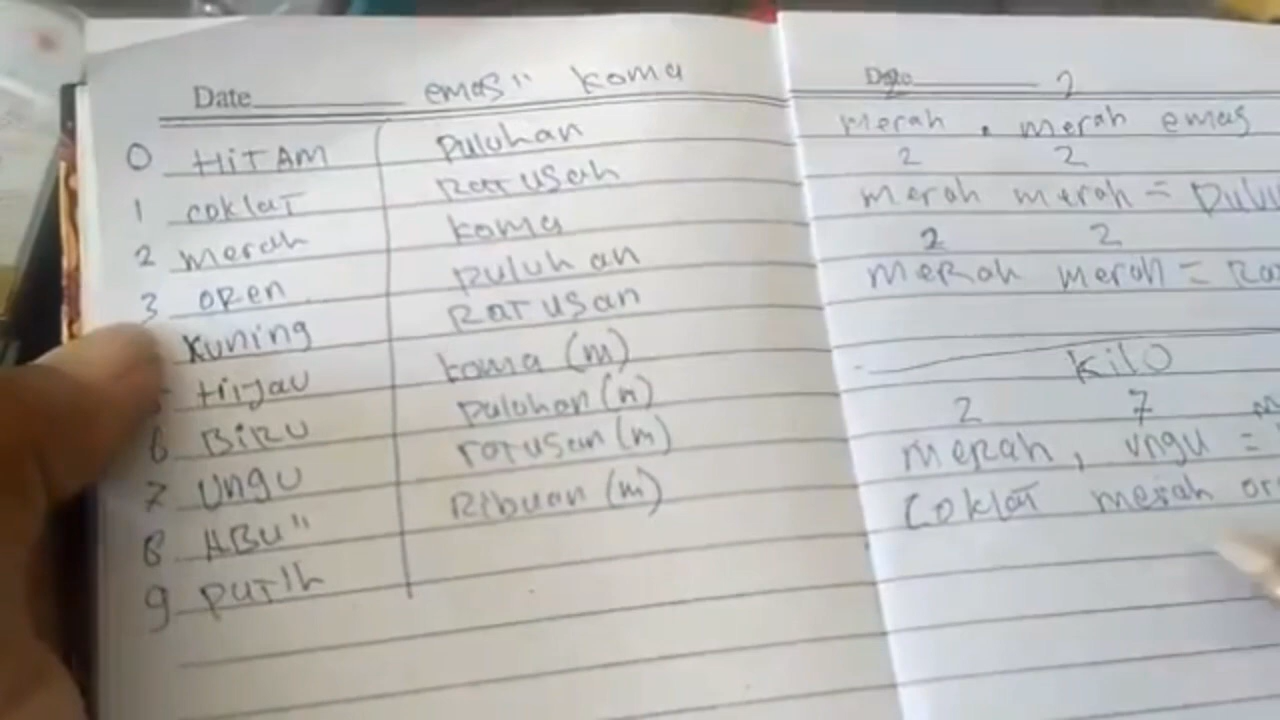 Date emas" koma
0 HITAM puluhan
1 coklat Ratusan
2 merah koma
3 oren puluhan
Kuning Ratusan
Hijau koma (m)
6 BIRU puluhan (m)
7 ungu ratusan (m)
8 ABU" Ribuan (m)
9 putih
Date 2
merah , merah emas
2 2
merah merah =
2 2
merah merah =
Kilo
2 7
merah , ungu =
Coklat merah